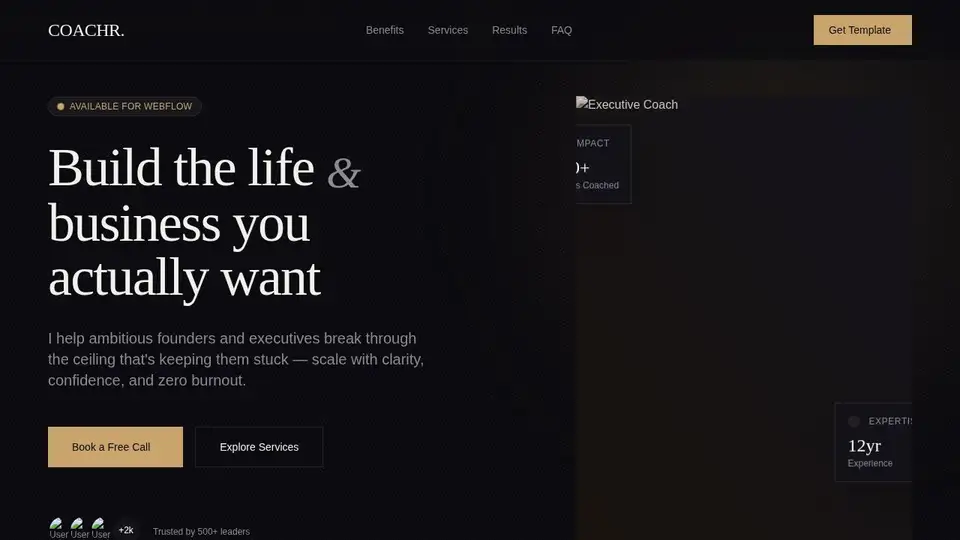 COACHR.
Benefits
Services
Results
FAQ
Get Template
AVAILABLE FOR WEBFLOW
Build the life &
business you
actually want
I help ambitious founders and executives break through
the ceiling that's keeping them stuck — scale with clarity,
confidence, and zero burnout.
Book a Free Call
Explore Services
User User User +2k
Trusted by 500+ leaders
Executive Coach
MPACT
0+
s Coached
EXPERTIS
12yr
Experience